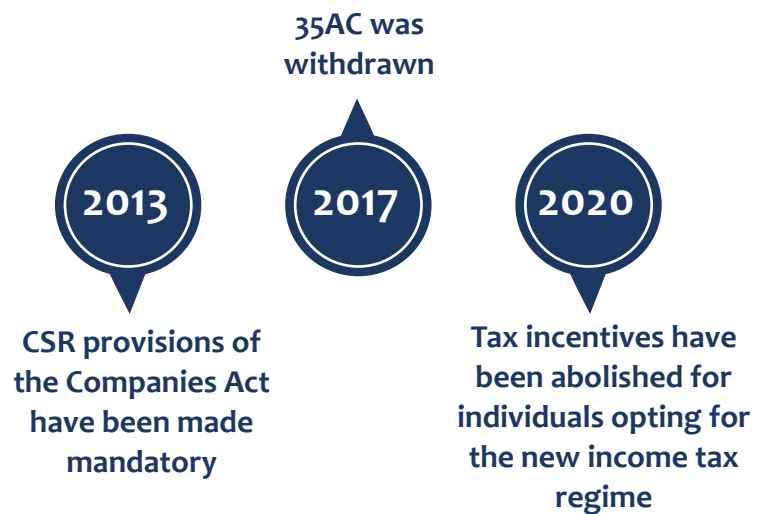 35AC was
withdrawn
2013
2017
2020
CSR provisions of
the Companies Act
have been made
mandatory
Tax incentives have
been abolished for
individuals opting for
the new income tax
regime